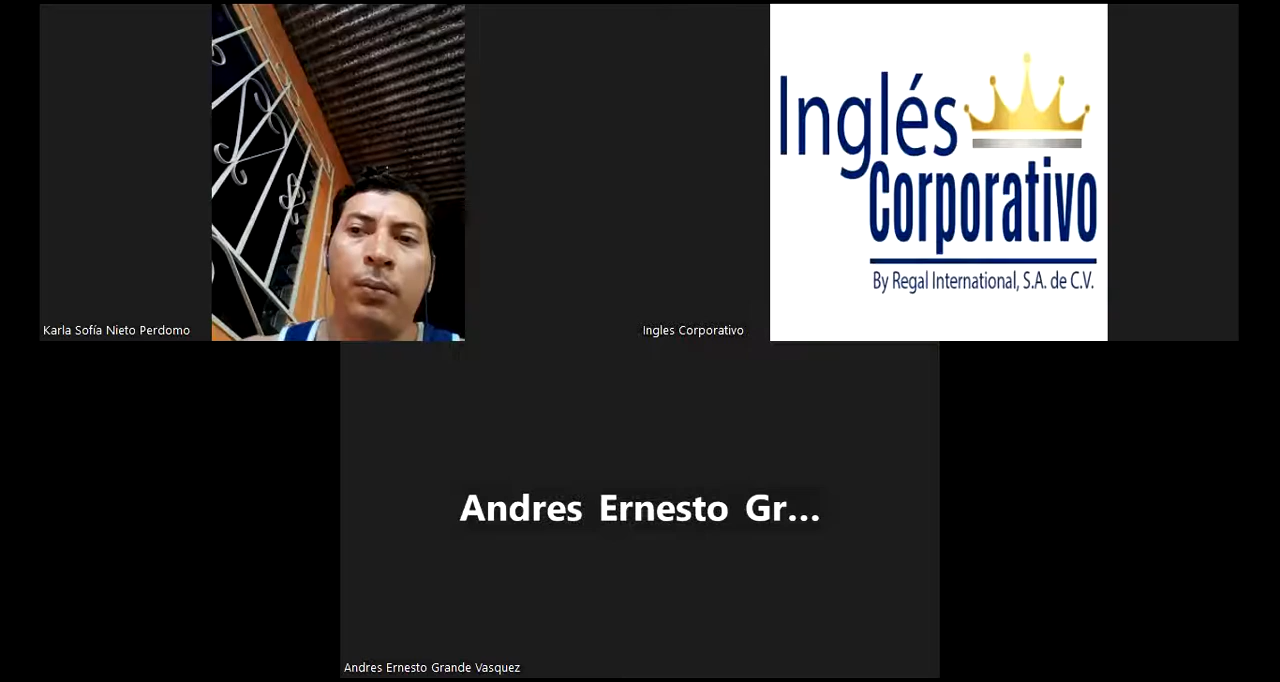 Inglés
Corporativo
By Regal International, S.A. de C.V.
Karla Sofía Nieto Perdomo
Ingles Corporativo
Andres Ernesto Gr...
Andres Ernesto Grande Vasquez